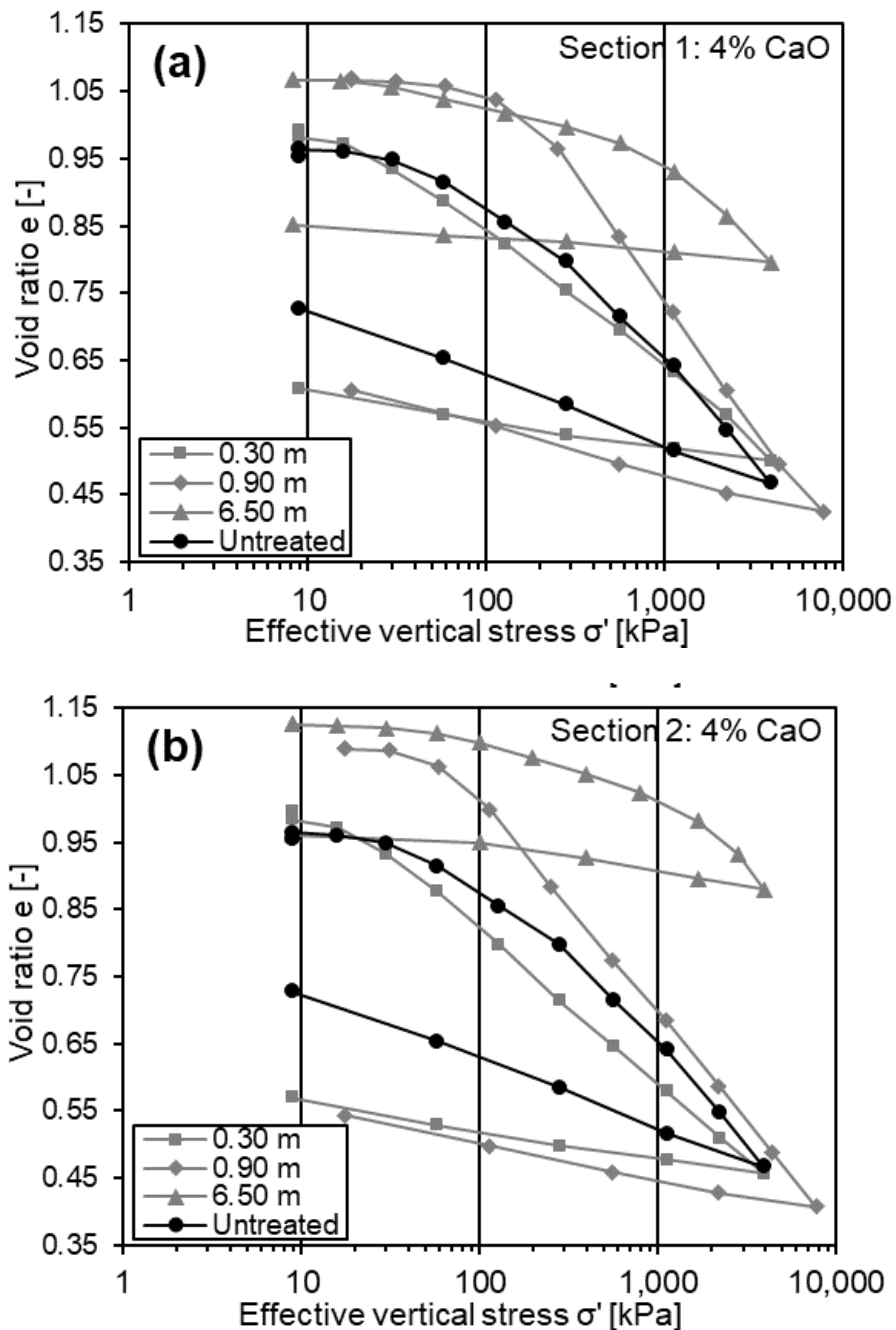 (a)
Section 1: 4% CaO
1.15
1.05
0.95
0.85
0.75
0.65
0.55
0.45
0.35
Void ratio e [-]
0.30 m
0.90 m
6.50 m
Untreated
1 10 100 1,000 10,000
Effective vertical stress σ' [kPa]
(b)
Section 2: 4% CaO
1.15
1.05
0.95
0.85
0.75
0.65
0.55
0.45
0.35
Void ratio e [-]
0.30 m
0.90 m
6.50 m
Untreated
1 10 100 1,000 10,000
Effective vertical stress σ' [kPa]